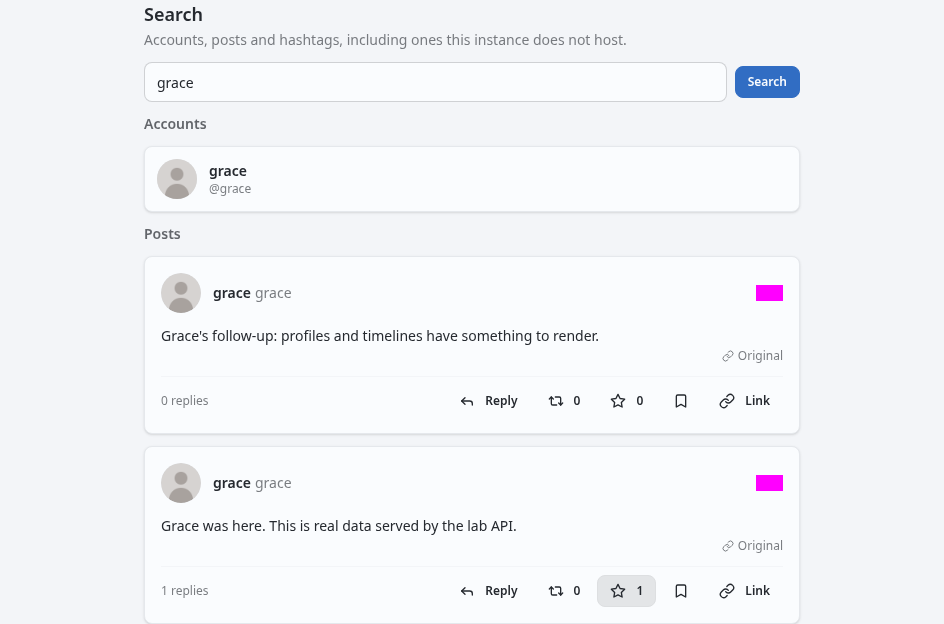 Search
Accounts, posts and hashtags, including ones this instance does not host.
grace
Search
Accounts
grace
@grace
Posts
grace grace
Grace's follow-up: profiles and timelines have something to render.
Original
0 replies Reply 0 0 Link
grace grace
Grace was here. This is real data served by the lab API.
Original
1 replies Reply 0 1 Link